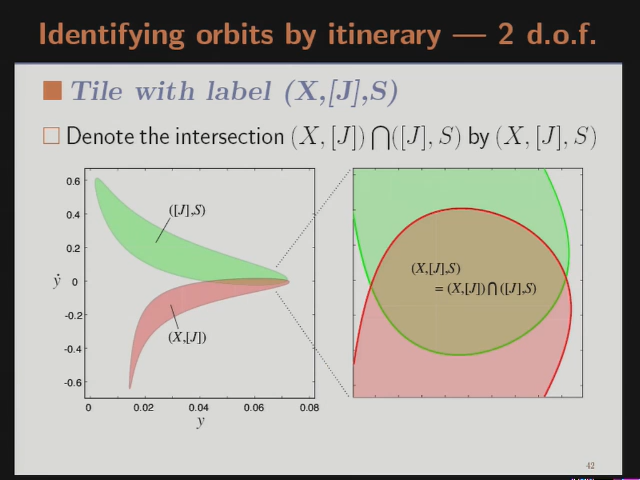 Identifying orbits by itinerary — 2 d.o.f.
Tile with label (X,[J],S)
Denote the intersection (X, [J]) ⋂([J], S) by (X, [J], S)
0.6
0.4
0.2
0
-0.2
-0.4
-0.6
ẏ
([J],S)
(X,[J])
0
0.02
0.04
0.06
0.08
y
(X,[J],S)
= (X,[J]) ⋂ ([J],S)
42